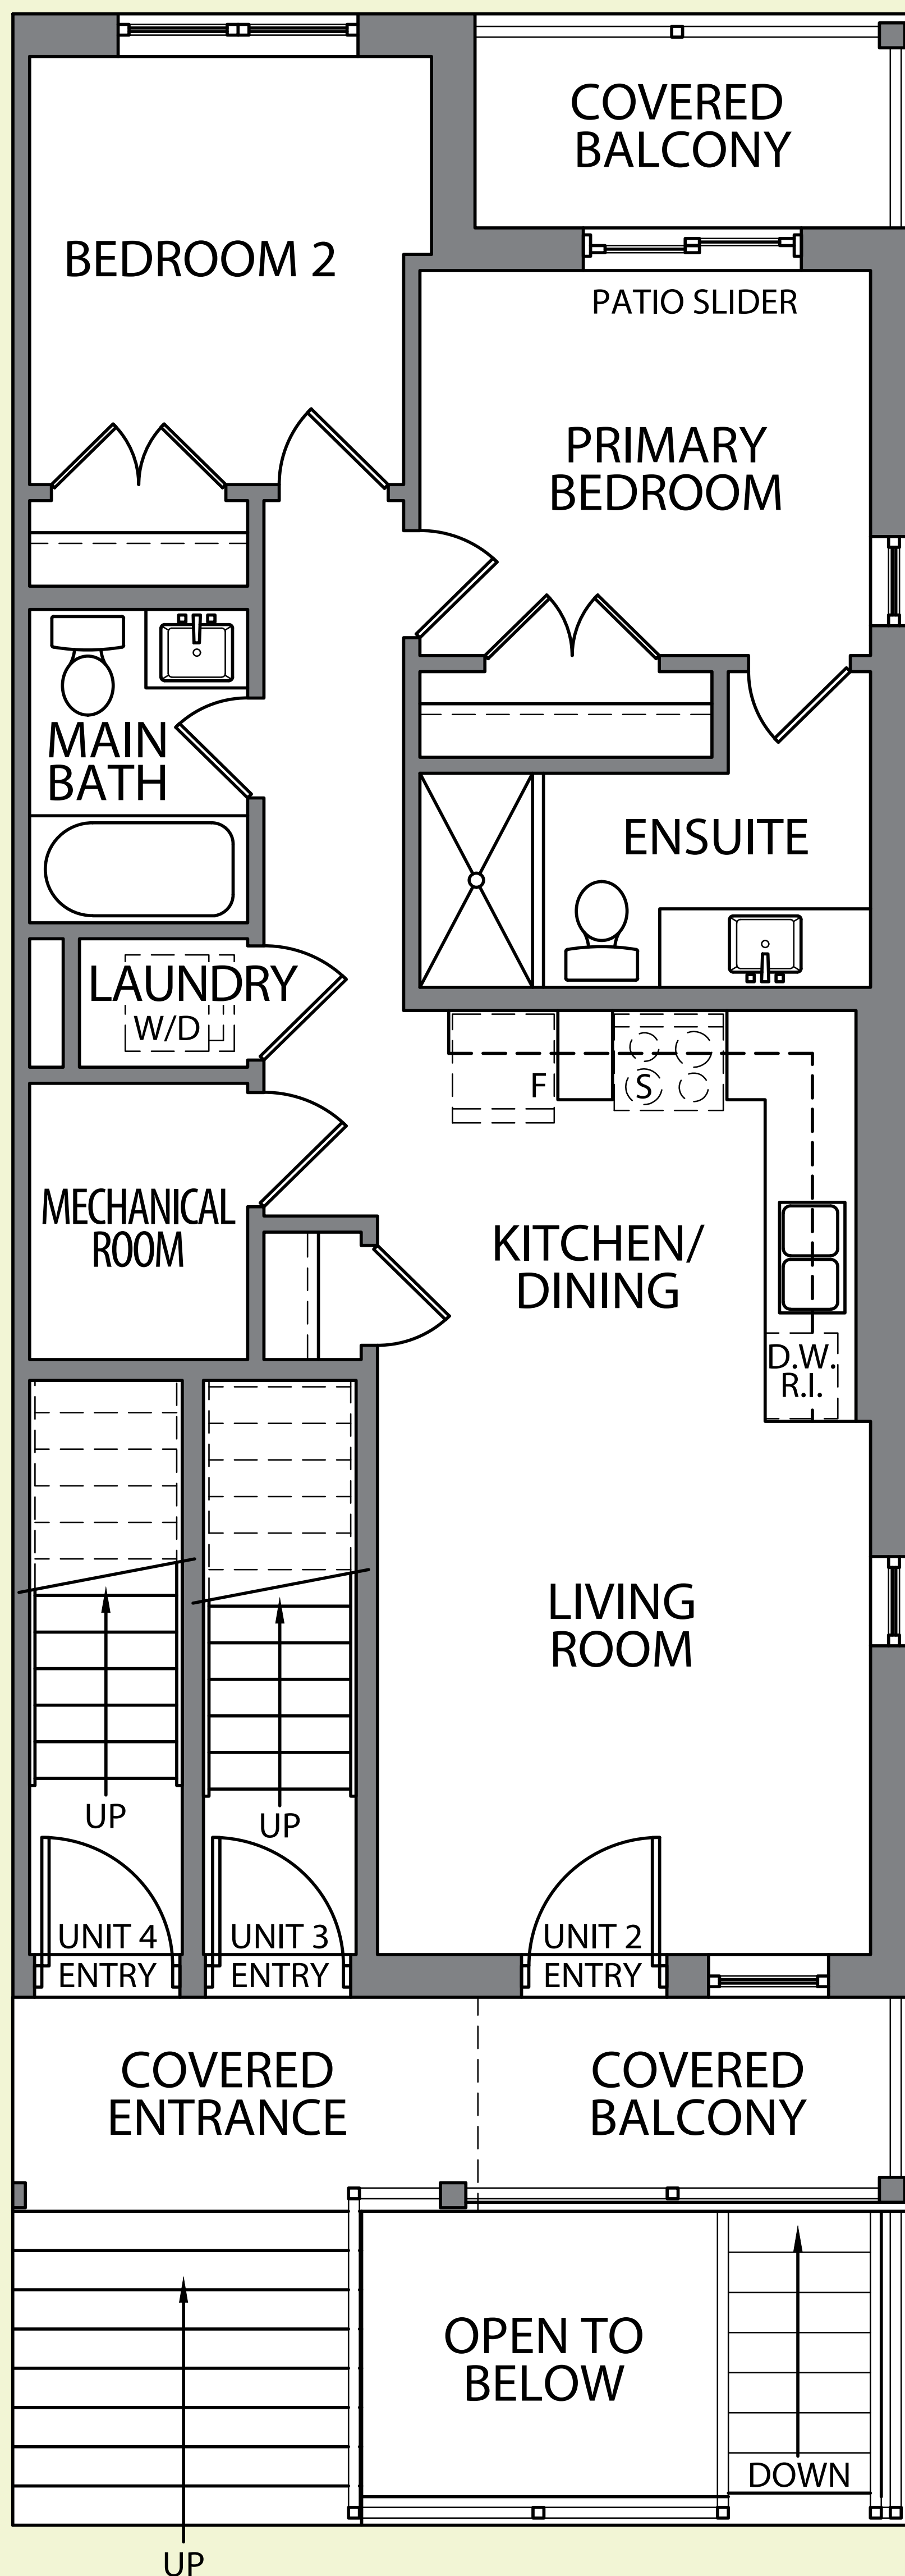 COVERED
BALCONY
BEDROOM 2
PATIO SLIDER
PRIMARY
BEDROOM
MAIN
BATH
ENSUITE
LAUNDRY
W/D
F
S
MECHANICAL
ROOM
KITCHEN/
DINING
D.W.
R.I.
LIVING
ROOM
UP
UP
UNIT 4
ENTRY
UNIT 3
ENTRY
UNIT 2
ENTRY
COVERED
ENTRANCE
COVERED
BALCONY
OPEN TO
BELOW
DOWN
UP